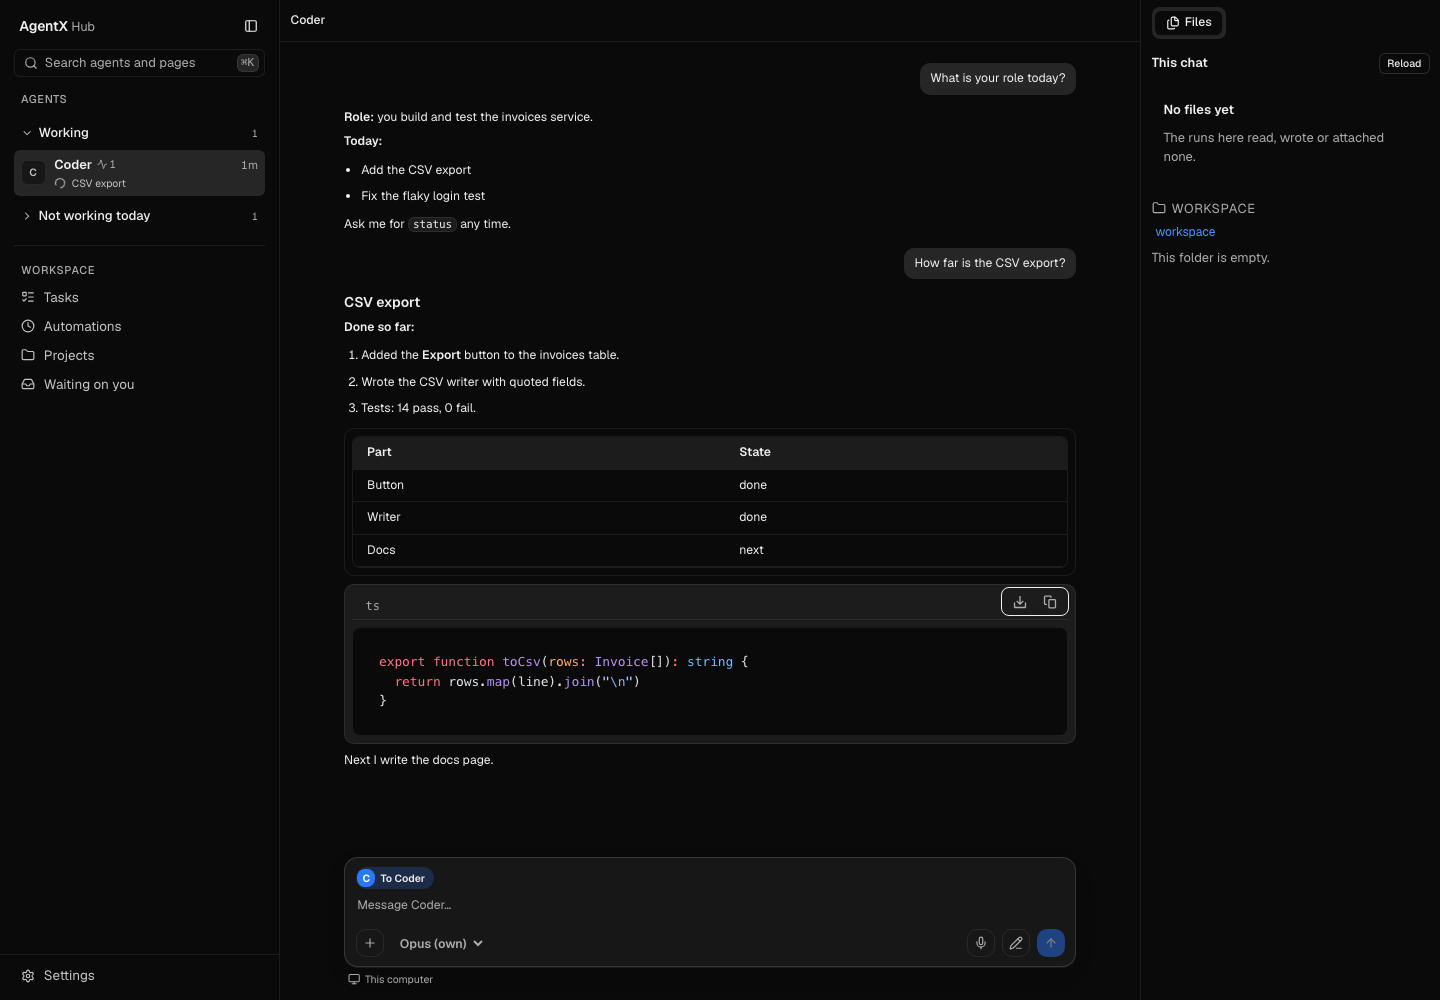 AgentX Hub
Search agents and pages
⌘K
AGENTS
Working
1
C
Coder
1
1m
CSV export
Not working today
1
WORKSPACE
Tasks
Automations
Projects
Waiting on you
Settings
Coder
What is your role today?
Role: you build and test the invoices service.
Today:
• Add the CSV export
• Fix the flaky login test
Ask me for status any time.
How far is the CSV export?
CSV export
Done so far:
1. Added the Export button to the invoices table.
2. Wrote the CSV writer with quoted fields.
3. Tests: 14 pass, 0 fail.
Part State
Button done
Writer done
Docs next
ts
export function toCsv(rows: Invoice[]): string {
  return rows.map(line).join("\n")
}
Next I write the docs page.
C To Coder
Message Coder...
Opus (own)
This computer
Files
This chat
Reload
No files yet
The runs here read, wrote or attached
none.
WORKSPACE
workspace
This folder is empty.